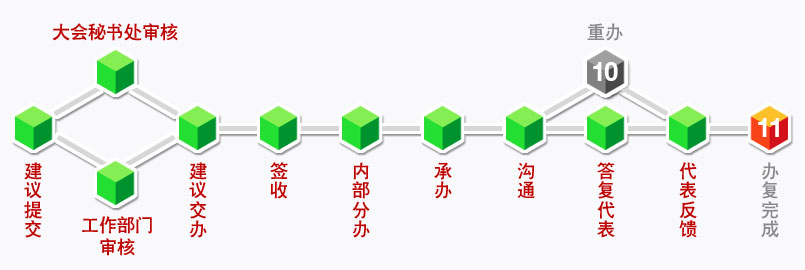 大会秘书处审核
重办
10
11
建议提交
工作部门
审核
建议交办
签收
内部分办
承办
沟通
答复代表
代表反馈
办复完成